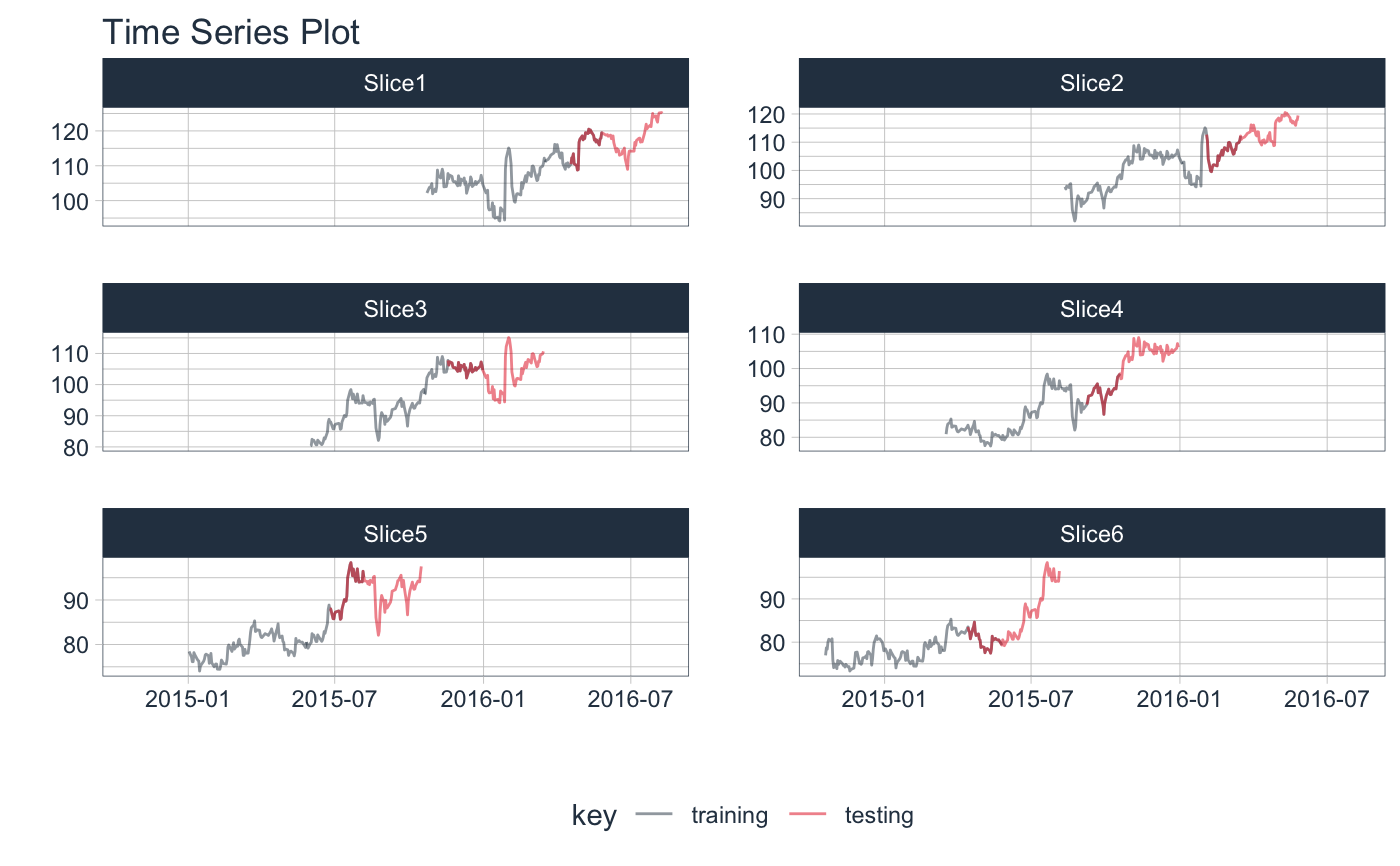 Time Series Plot
Slice1 Slice2
120 120
110 110
100 100
90
Slice3 Slice4
110 110
100 100
90 90
80 80
Slice5 Slice6
90 90
80 80
2015-01 2015-07 2016-01 2016-07 2015-01 2015-07 2016-01 2016-07
key training testing